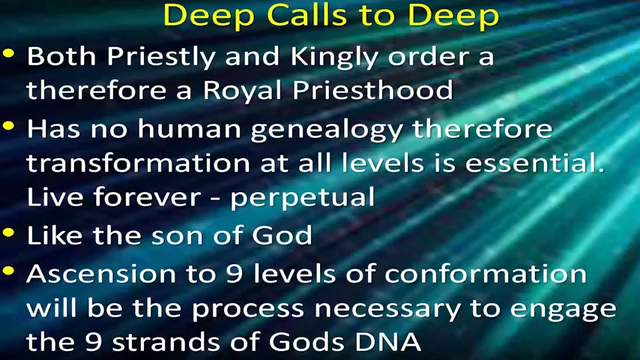 Deep Calls to Deep
• Both Priestly and Kingly order a
therefore a Royal Priesthood
• Has no human genealogy therefore
transformation at all levels is essential.
Live forever - perpetual
• Like the son of God
• Ascension to 9 levels of conformation
will be the process necessary to engage
the 9 strands of Gods DNA